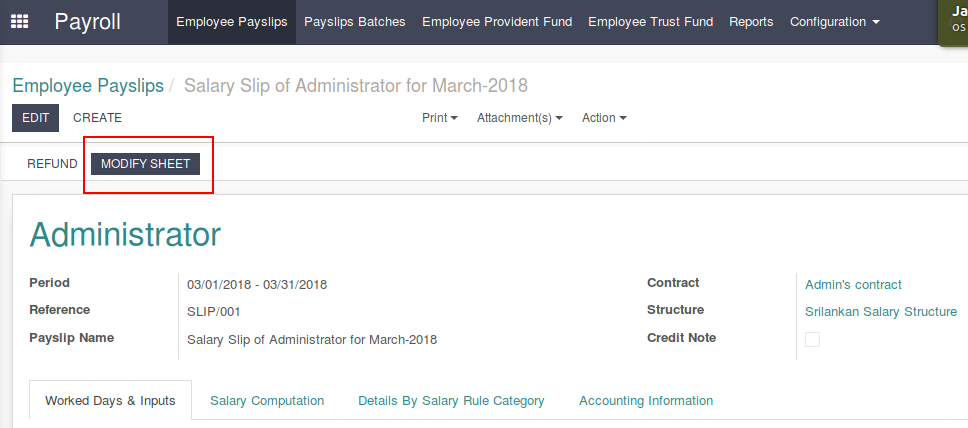 Payroll Employee Payslips Payslips Batches Employee Provident Fund Employee Trust Fund Reports Configuration
Ja
os
Employee Payslips / Salary Slip of Administrator for March-2018
EDIT CREATE Print Attachment(s) Action
REFUND MODIFY SHEET
Administrator
Period 03/01/2018 - 03/31/2018 Contract Admin's contract
Reference SLIP/001 Structure Srilankan Salary Structure
Payslip Name Salary Slip of Administrator for March-2018 Credit Note
Worked Days & Inputs Salary Computation Details By Salary Rule Category Accounting Information